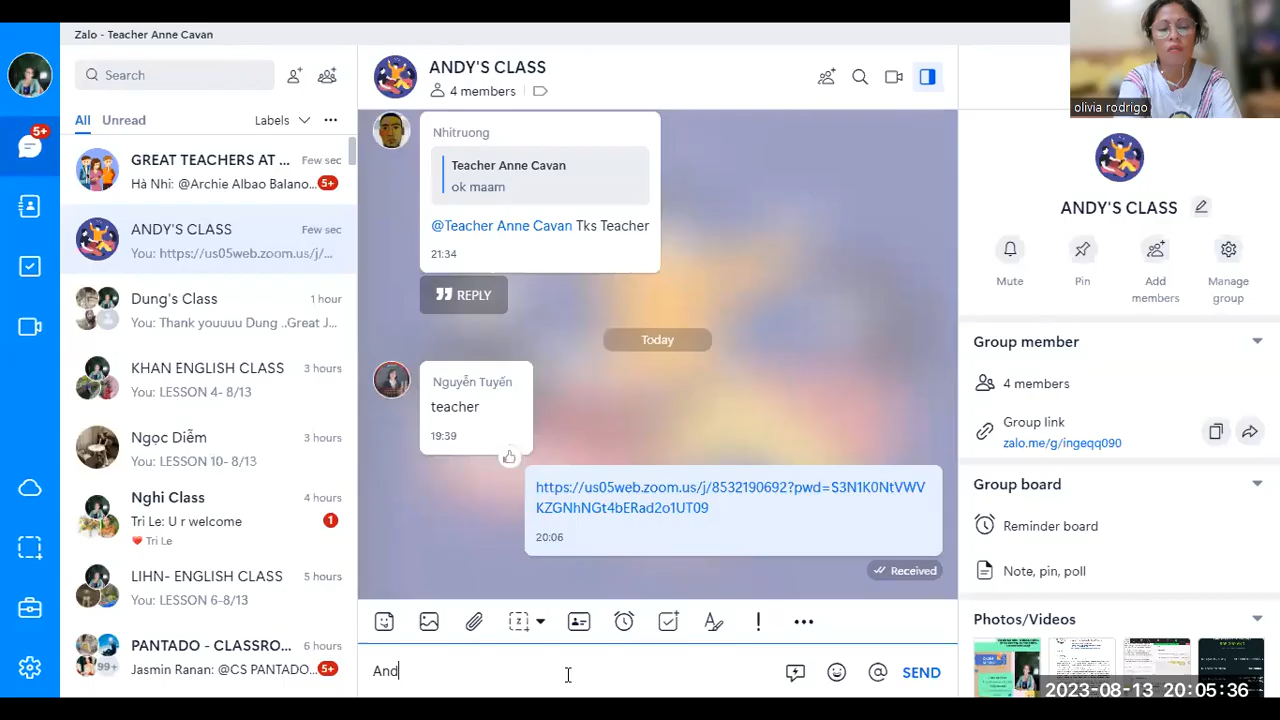 Zalo - Teacher Anne Cavan
Search
5+
All
Unread
Labels
GREAT TEACHERS AT ...
Few sec
Hà Nhi: @Archie Albao Balano...
5+
ANDY'S CLASS
Few sec
You: https://us05web.zoom.us/j/...
Dung's Class
1 hour
You: Thank youuuu Dung ..Great J...
KHAN ENGLISH CLASS
3 hours
You: LESSON 4- 8/13
Ngọc Diễm
3 hours
You: LESSON 10- 8/13
Nghi Class
4 hours
Tri Le: U r welcome
1
Tri Le
LIHN- ENGLISH CLASS
5 hours
You: LESSON 6-8/13
PANTADO - CLASSRO...
6 hours
99+
Jasmin Ranan: @CS PANTADO...
5+
ANDY'S CLASS
4 members
Nhitruong
Teacher Anne Cavan
ok maam
@Teacher Anne Cavan Tks Teacher
21:34
REPLY
Today
Nguyễn Tuyến
teacher
19:39
https://us05web.zoom.us/j/8532190692?pwd=S3N1K0NtVWV
KZGNhNGt4bERad2o1UT09
20:06
Received
And
SEND
olivia rodrigo
ANDY'S CLASS
Mute
Pin
Add
members
Manage
group
Group member
4 members
Group link
zalo.me/g/ingeqq090
Group board
Reminder board
Note, pin, poll
Photos/Videos
2023-08-13 20:05:36